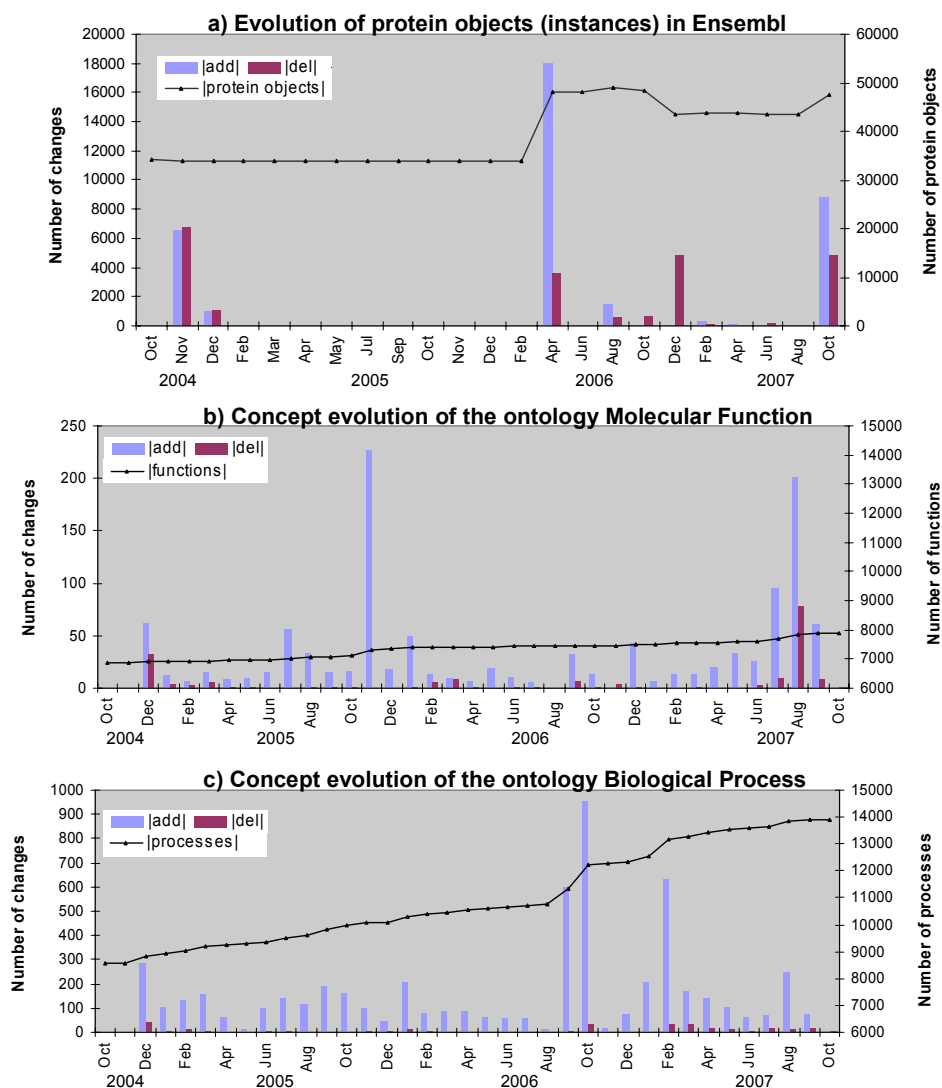 a) Evolution of protein objects (instances) in Ensembl
20000
18000
16000
14000
12000
10000
8000
6000
4000
2000
0
Number of changes
|add| |del|
|protein objects|
60000
50000
40000
30000
20000
10000
0
Number of protein objects
Oct Nov Dec Feb Mar Apr May Jul Sep Oct Nov Dec Feb Apr Jun Aug Oct Dec Feb Apr Jun Aug Oct
2004 2005 2006 2007
b) Concept evolution of the ontology Molecular Function
250
200
150
100
50
0
Number of changes
|add| |del|
|functions|
15000
14000
13000
12000
11000
10000
9000
8000
7000
6000
Number of functions
Oct Dec Feb Apr Jun Aug Oct Dec Feb Apr Jun Aug Oct Dec Feb Apr Jun Aug Oct
2004 2005 2006 2007
c) Concept evolution of the ontology Biological Process
1000
900
800
700
600
500
400
300
200
100
0
Number of changes
|add| |del|
|processes|
15000
14000
13000
12000
11000
10000
9000
8000
7000
6000
Number of processes
Oct Dec Feb Apr Jun Aug Oct Dec Feb Apr Jun Aug Oct Dec Feb Apr Jun Aug Oct
2004 2005 2006 2007